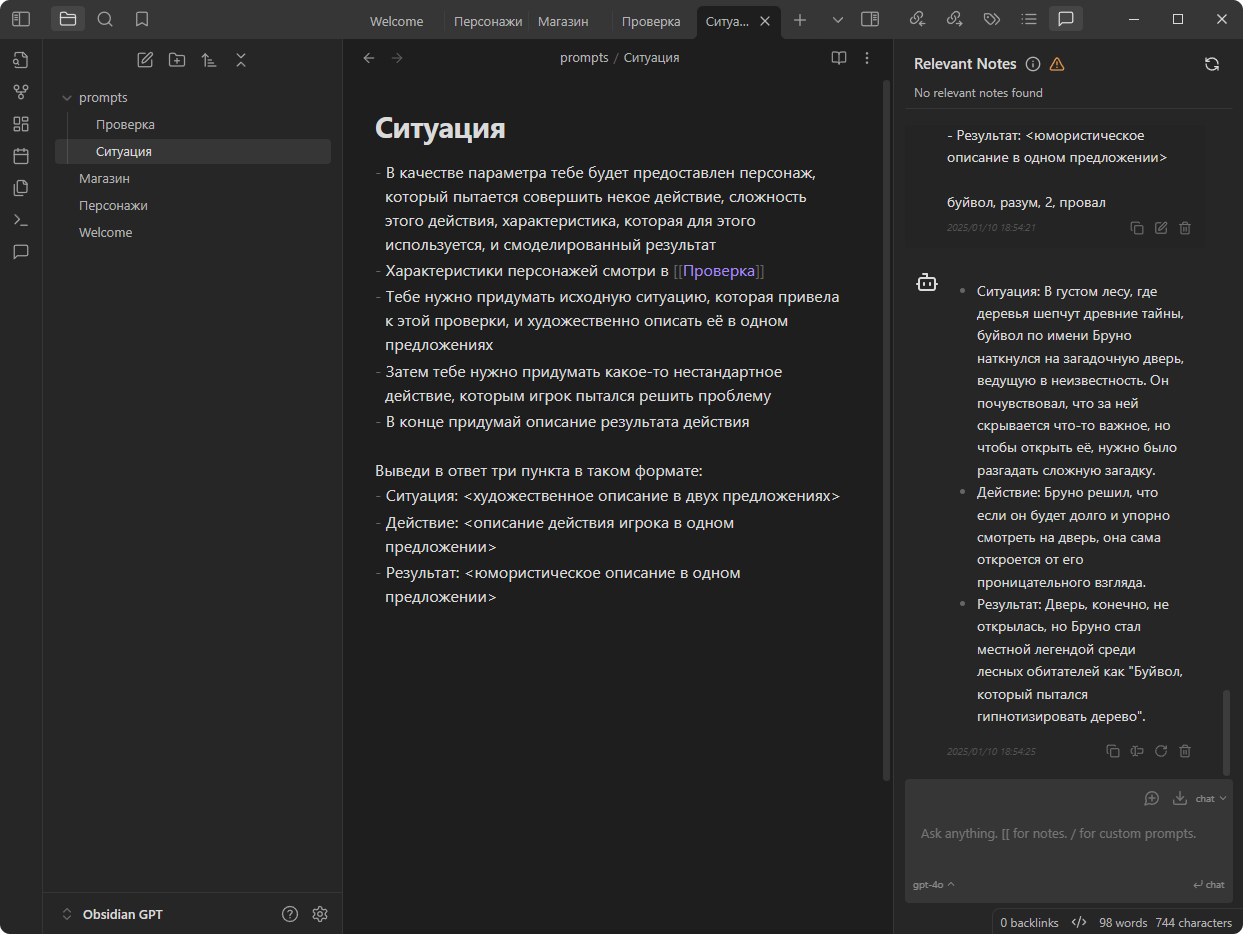 Welcome
Персонажи
Магазин
Проверка
Ситуа...
prompts
Проверка
Ситуация
Магазин
Персонажи
Welcome
Obsidian GPT
prompts / Ситуация
Ситуация
- В качестве параметра тебе будет предоставлен персонаж,
который пытается совершить некое действие, сложность
этого действия, характеристика, которая для этого
используется, и смоделированный результат
- Характеристики персонажей смотри в [[Проверка]]
- Тебе нужно придумать исходную ситуацию, которая привела
к этой проверки, и художественно описать её в одном
предложениях
- Затем тебе нужно придумать какое-то нестандартное
действие, которым игрок пытался решить проблему
- В конце придумай описание результата действия
Выведи в ответ три пункта в таком формате:
- Ситуация: <художественное описание в двух предложениях>
- Действие: <описание действия игрока в одном
предложении>
- Результат: <юмористическое описание в одном
предложении>
Relevant Notes
No relevant notes found
- Результат: <юмористическое
описание в одном предложении>
буйвол, разум, 2, провал
2025/01/10 18:54:21
• Ситуация: В густом лесу, где
деревья шепчут древние тайны,
буйвол по имени Бруно
наткнулся на загадочную дверь,
ведущую в неизвестность. Он
почувствовал, что за ней
скрывается что-то важное, но
чтобы открыть её, нужно было
разгадать сложную загадку.
• Действие: Бруно решил, что
если он будет долго и упорно
смотреть на дверь, она сама
откроется от его
проницательного взгляда.
• Результат: Дверь, конечно, не
открылась, но Бруно стал
местной легендой среди
лесных обитателей как "Буйвол,
который пытался
гипнотизировать дерево".
2025/01/10 18:54:25
chat
Ask anything. [[ for notes. / for custom prompts.
gpt-4o
chat
0 backlinks </> 98 words 744 characters